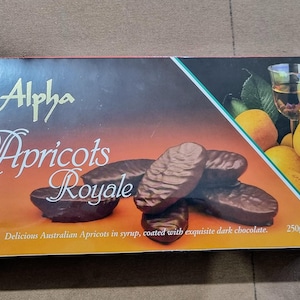 Alpha
Apricots
Royale
Delicious Australian Apricots in syrup, coated with exquisite dark chocolate.
250g